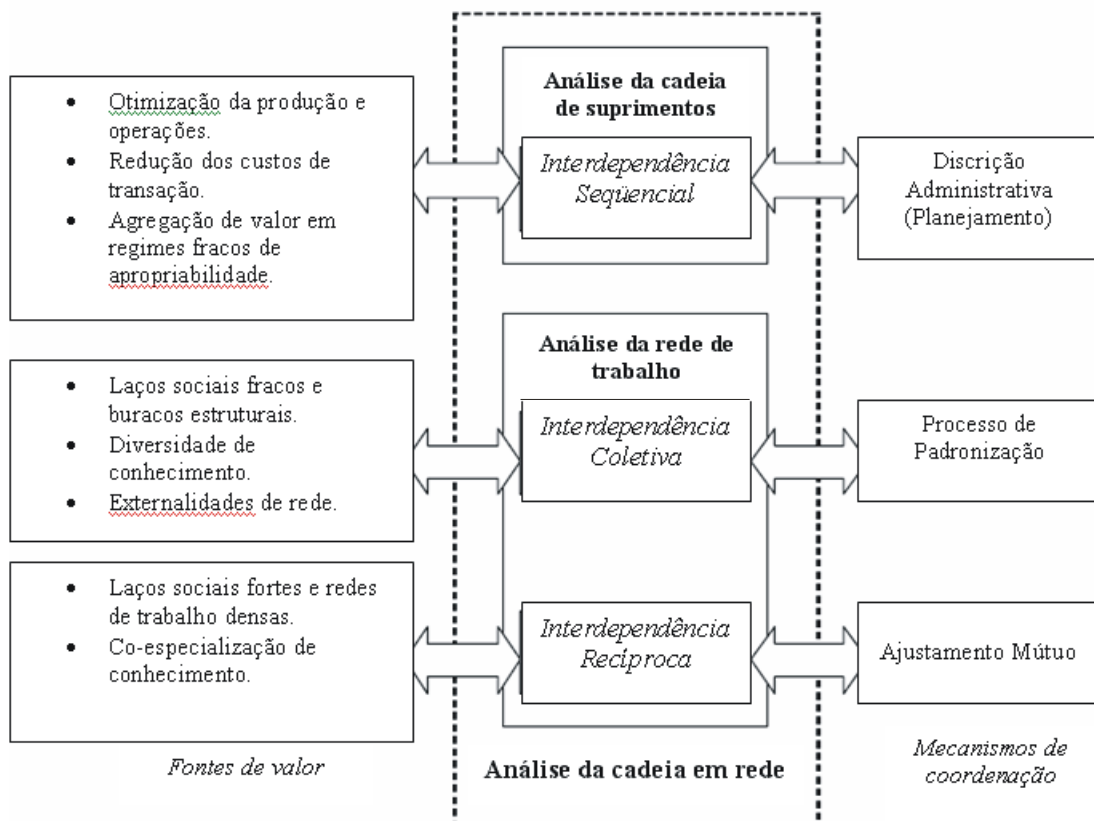 Análise da cadeia
de suprimentos
• Otimização da produção e
operações.
• Redução dos custos de
transação.
• Agregação de valor em
regimes fracos de
apropriabilidade.
Interdependência
Seqüencial
Discrição
Administrativa
(Planejamento)
Análise da rede de
trabalho
• Laços sociais fracos e
buracos estruturais.
• Diversidade de
conhecimento.
• Externalidades de rede.
Interdependência
Coletiva
Processo de
Padronização
• Laços sociais fortes e redes
de trabalho densas.
• Co-especialização de
conhecimento.
Interdependência
Recíproca
Ajustamento Mútuo
Fontes de valor
Análise da cadeia em rede
Mecanismos de
coordenação